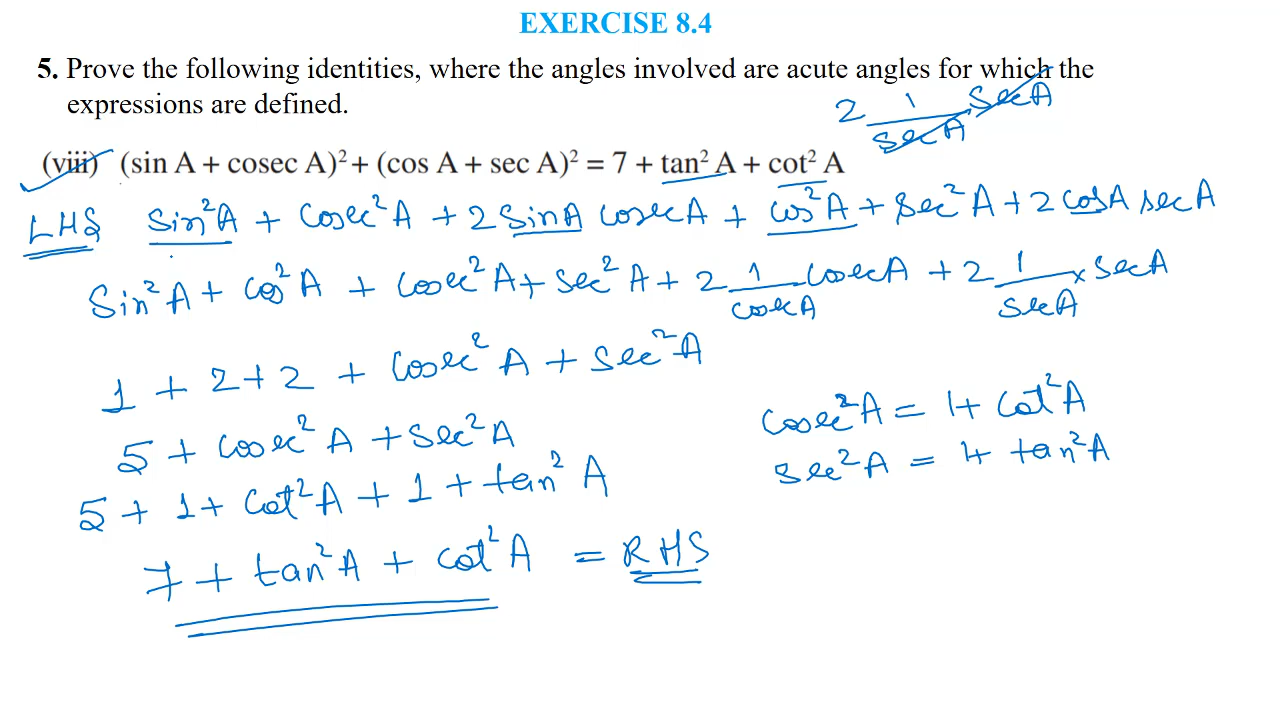 EXERCISE 8.4
5. Prove the following identities, where the angles involved are acute angles for which the
expressions are defined.
2 1/secA secA
(viii) (sin A + cosec A)² + (cos A + sec A)² = 7 + tan² A + cot² A
LHS sin²A + cosec²A + 2 sinA cosecA + cos²A + sec²A + 2 cosA secA
sin²A + cos²A + cosec²A + sec²A + 2 1/cosecA cosecA + 2 1/secA × secA
1 + 2+2 + cosec²A + sec²A
5 + cosec²A + sec²A
cosec²A = 1+ cot²A
sec²A = 1+ tan²A
5 + 1+ cot²A + 1 + tan²A
7 + tan²A + cot²A = RHS